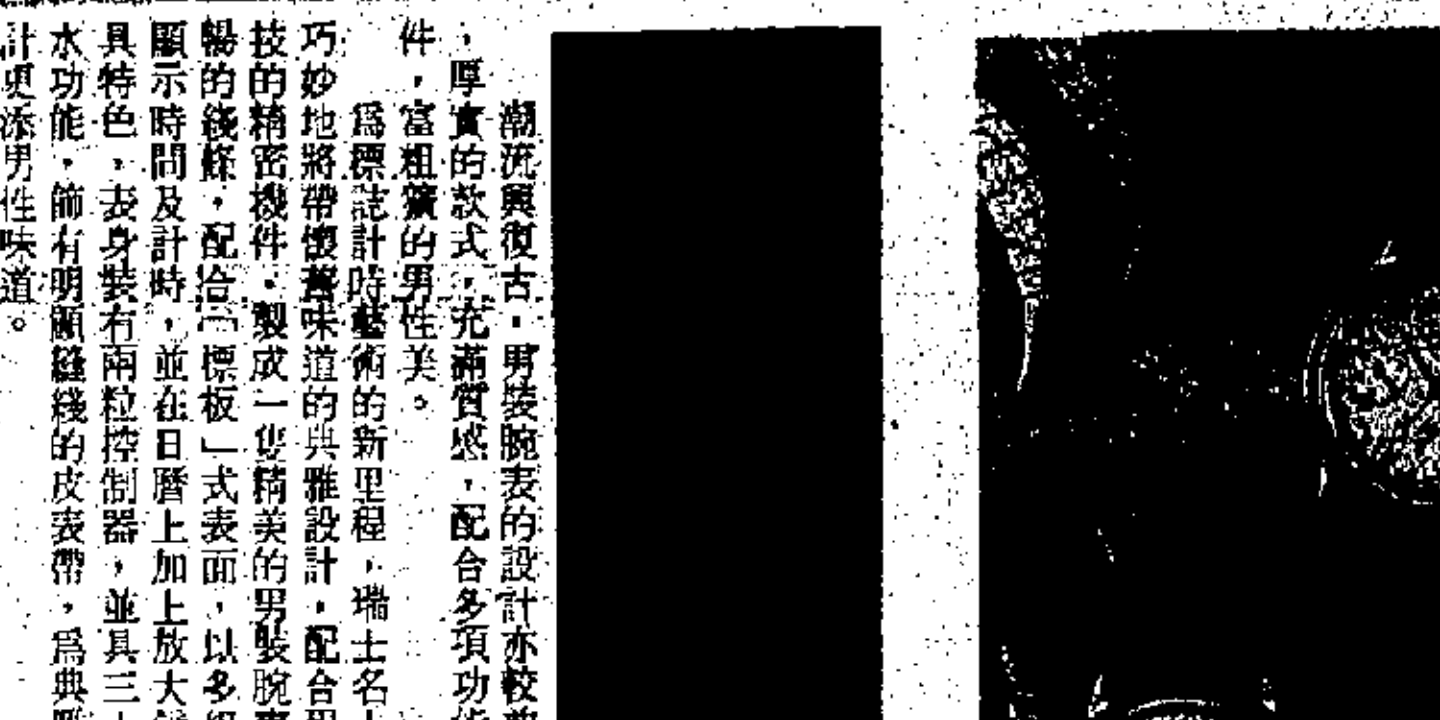 潮流興復古，男裝腕表的設計亦較
，厚實的款式，充滿質感，配合多項功
件，富粗獷的男性美。
爲標誌計時藝術的新里程，瑞士名
巧妙地將帶懷舊味道的典雅設計，配合
技的精密機件，製成一隻精美的男裝腕
暢的綫條，配合「標板」式表面，以多
顯示時間及計時，並在日曆上加上放大
具特色，表身裝有兩粒控制器，並具三
水功能，飾有明顯縫綫的皮表帶，爲典
計更添男性味道。